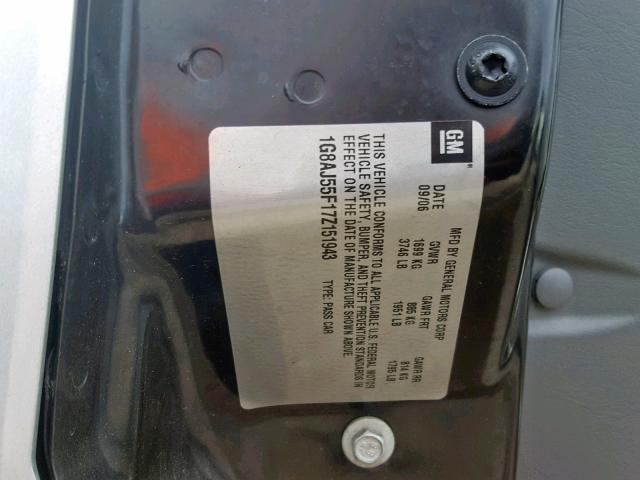 GM
MFD BY GENERAL MOTORS CORP
DATE GVWR GAWR FRT GAWR RR
09/06 1699 KG 885 KG 814 KG
3746 LB 1951 LB 1795 LB
THIS VEHICLE CONFORMS TO ALL APPLICABLE U.S. FEDERAL MOTOR
VEHICLE SAFETY, BUMPER, AND THEFT PREVENTION STANDARDS IN
EFFECT ON THE DATE OF MANUFACTURE SHOWN ABOVE.
1G8AJ55F17Z151943 TYPE: PASS CAR